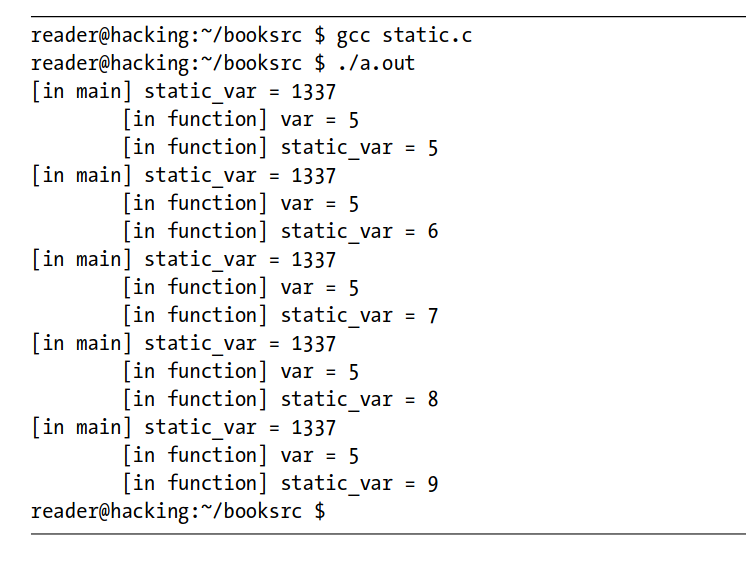 reader@hacking:~/booksrc $ gcc static.c
reader@hacking:~/booksrc $ ./a.out
[in main] static_var = 1337
        [in function] var = 5
        [in function] static_var = 5
[in main] static_var = 1337
        [in function] var = 5
        [in function] static_var = 6
[in main] static_var = 1337
        [in function] var = 5
        [in function] static_var = 7
[in main] static_var = 1337
        [in function] var = 5
        [in function] static_var = 8
[in main] static_var = 1337
        [in function] var = 5
        [in function] static_var = 9
reader@hacking:~/booksrc $